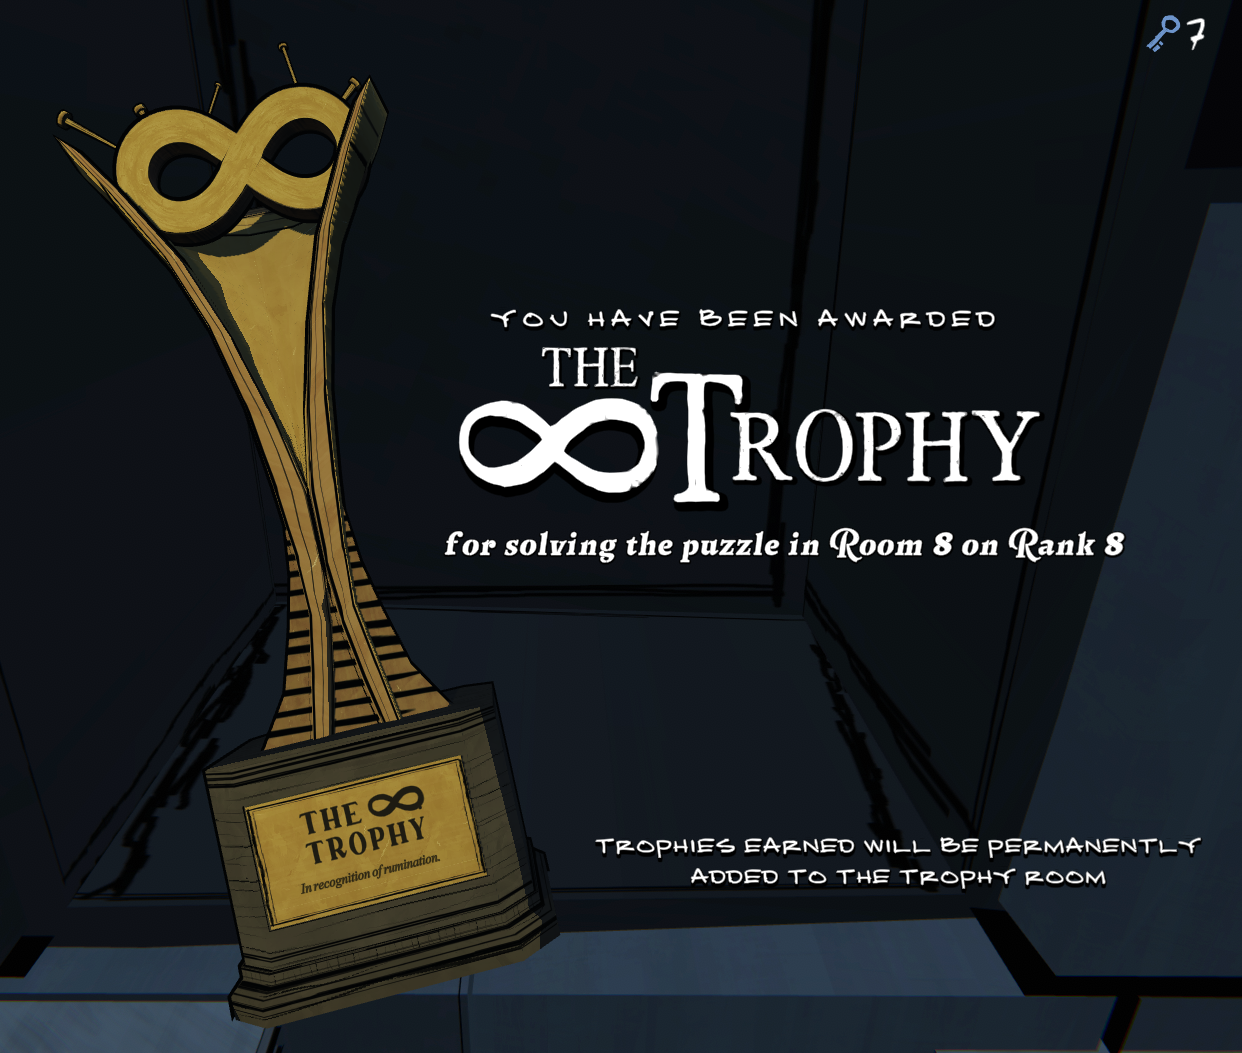 7
YOU HAVE BEEN AWARDED
THE
∞ TROPHY
for solving the puzzle in Room 8 on Rank 8
THE ∞
TROPHY
In recognition of rumination.
TROPHIES EARNED WILL BE PERMANENTLY
ADDED TO THE TROPHY ROOM